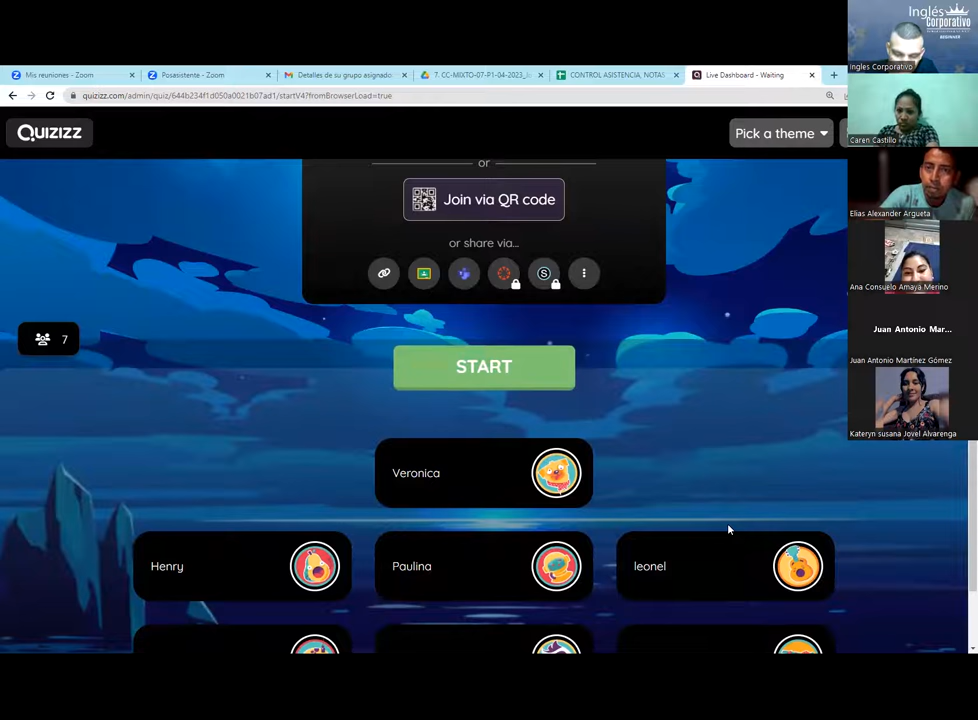 Inglés
Corporativo
BEGINNER
Ingles Corporativo
Mis reuniones - Zoom
Posasistente - Zoom
Detalles de su grupo asignado
7. CC-MIXTO-07-P1-04-2023_
CONTROL ASISTENCIA, NOTAS
Live Dashboard - Waiting
quizizz.com/admin/quiz/644b234f1d050a0021b07ad1/startV4?fromBrowserLoad=true
QUIZIZZ
Pick a theme
Caren Castillo
or
Join via QR code
Elias Alexander Argueta
or share via...
S
Ana Consuelo Amaya Merino
Juan Antonio Mar...
7
START
Juan Antonio Martínez Gómez
Kateryn susana Jovel Alvarenga
Veronica
Henry
Paulina
leonel